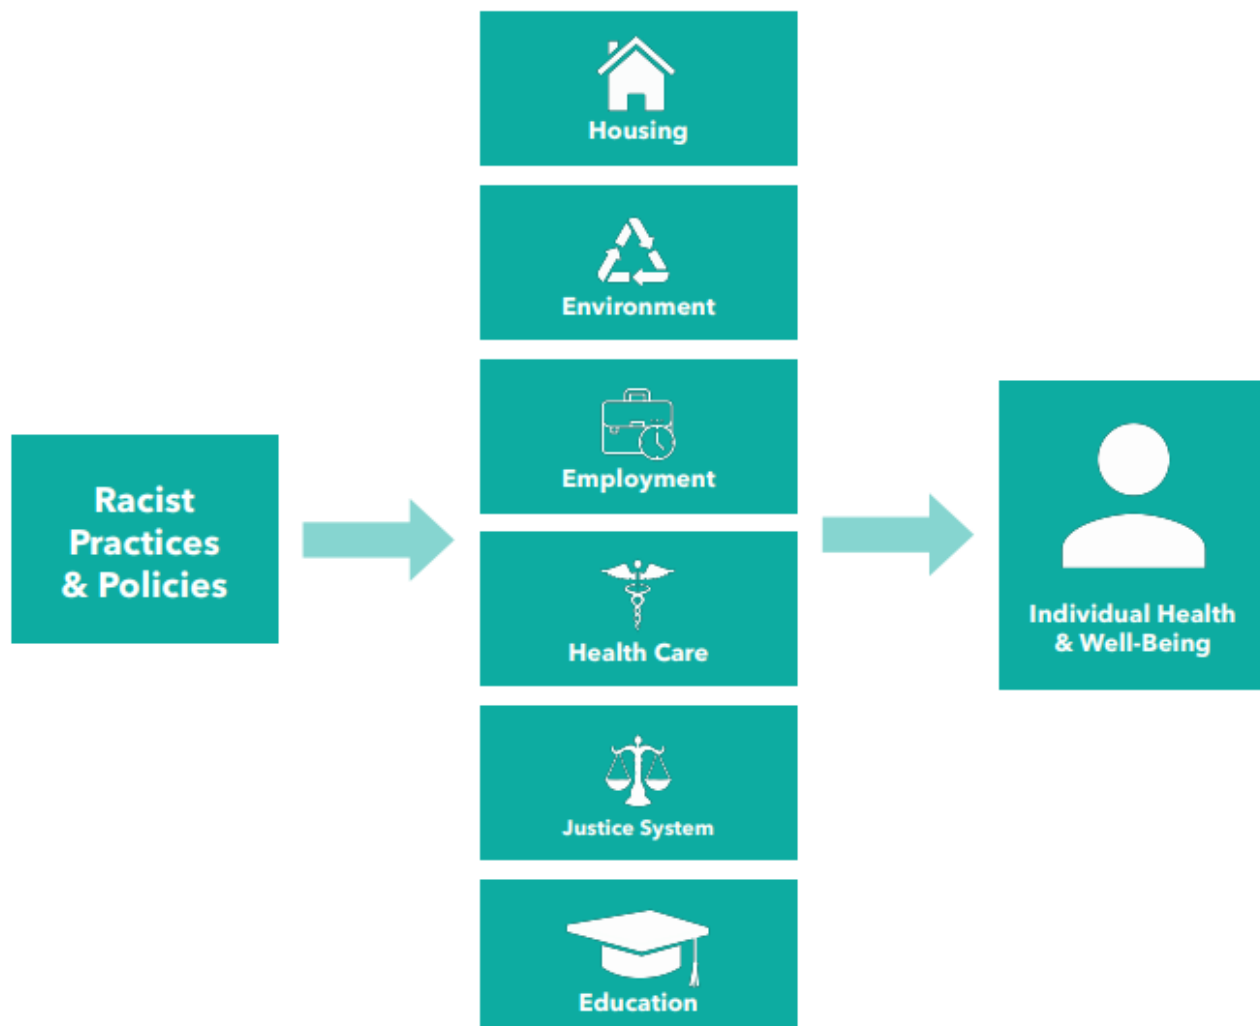 Racist
Practices
& Policies
Housing
Environment
Employment
Health Care
Justice System
Education
Individual Health
& Well-Being